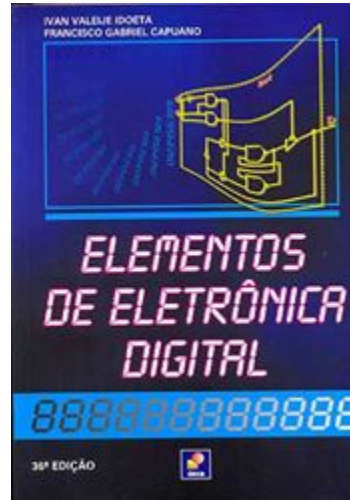 IVAN VALEIJE IDOETA
FRANCISCO GABRIEL CAPUANO
ELEMENTOS
DE ELETRÔNICA
DIGITAL
888888888888
36ª EDIÇÃO